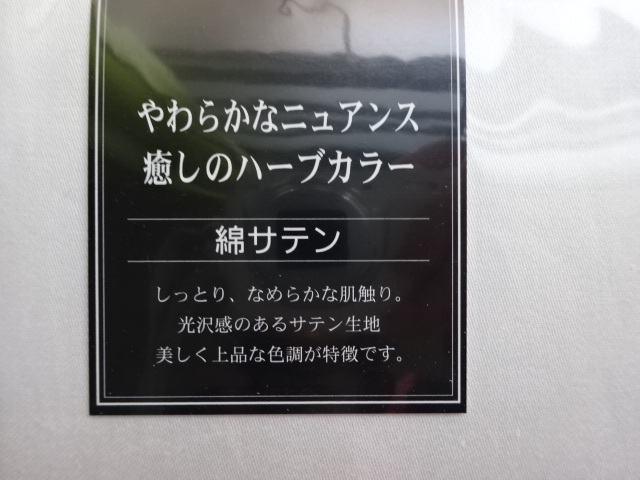 やわらかなニュアンス
癒しのハーブカラー
綿サテン
しっとり、なめらかな肌触り。
光沢感のあるサテン生地
美しく上品な色調が特徴です。